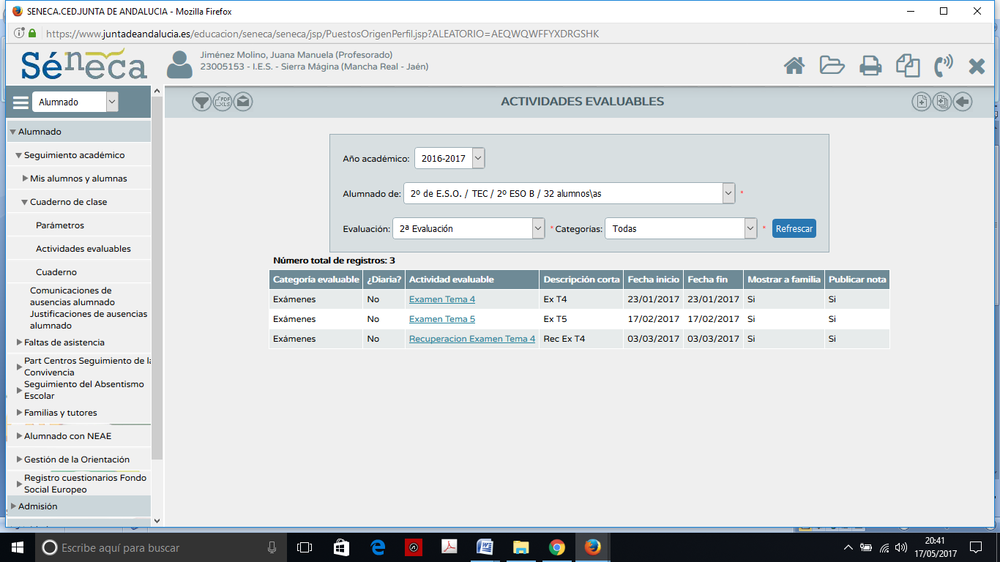 SENECA.CED.JUNTA DE ANDALUCIA - Mozilla Firefox
https://www.juntadeandalucia.es/educacion/seneca/seneca/jsp/PuestosOrigenPerfil.jsp?ALEATORIO=AEQWQWFFYXDRGSHK
Séneca
Jiménez Molino, Juana Manuela (Profesorado)
23005153 - I.E.S. - Sierra Mágina (Mancha Real - Jaén)
Alumnado
PDF
XLS
ACTIVIDADES EVALUABLES
Alumnado
Seguimiento académico
Mis alumnos y alumnas
Cuaderno de clase
Parámetros
Actividades evaluables
Cuaderno
Comunicaciones de
ausencias alumnado
Justificaciones de ausencias
alumnado
Faltas de asistencia
Part Centros Seguimiento de la
Convivencia
Seguimiento del Absentismo
Escolar
Familias y tutores
Alumnado con NEAE
Gestión de la Orientación
Registro cuestionarios Fondo
Social Europeo
Admisión
Año académico: 2016-2017
Alumnado de: 2º de E.S.O. / TEC / 2º ESO B / 32 alumnos\as *
Evaluación: 2ª Evaluación * Categorías: Todas * Refrescar
Número total de registros: 3
Categoría evaluable ¿Diaria? Actividad evaluable Descripción corta Fecha inicio Fecha fin Mostrar a familia Publicar nota
Exámenes No Examen Tema 4 Ex T4 23/01/2017 23/01/2017 Si Si
Exámenes No Examen Tema 5 Ex T5 17/02/2017 17/02/2017 Si Si
Exámenes No Recuperacion Examen Tema 4 Rec Ex T4 03/03/2017 03/03/2017 Si Si
Escribe aquí para buscar
20:41
17/05/2017